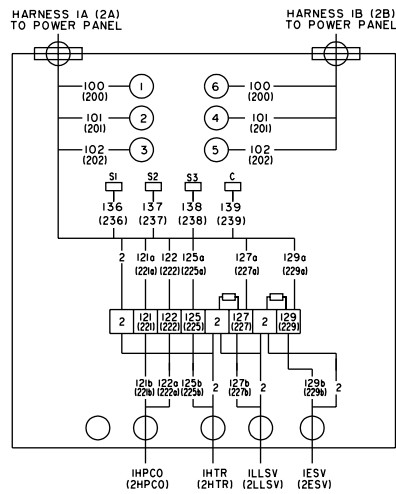 HARNESS 1A (2A)
TO POWER PANEL
HARNESS 1B (2B)
TO POWER PANEL
100
(200)
1
6
100
(200)
101
(201)
2
4
101
(201)
102
(202)
3
5
102
(202)
S1 S2 S3 C
136 137 138 139
(236) (237) (238) (239)
2 121a 122 125a 127a 129a
(221a) (222) (225a) (227a) (229a)
2 121 122 125 2 127 2 129
(221) (222) (225) (227) (229)
121b 122a 125b 2 127b 2 129b 2
(221b) (222a) (225b) (227b) (229b)
1HPCO 1HTR 1LLSV 1ESV
(2HPCO) (2HTR) (2LLSV) (2ESV)